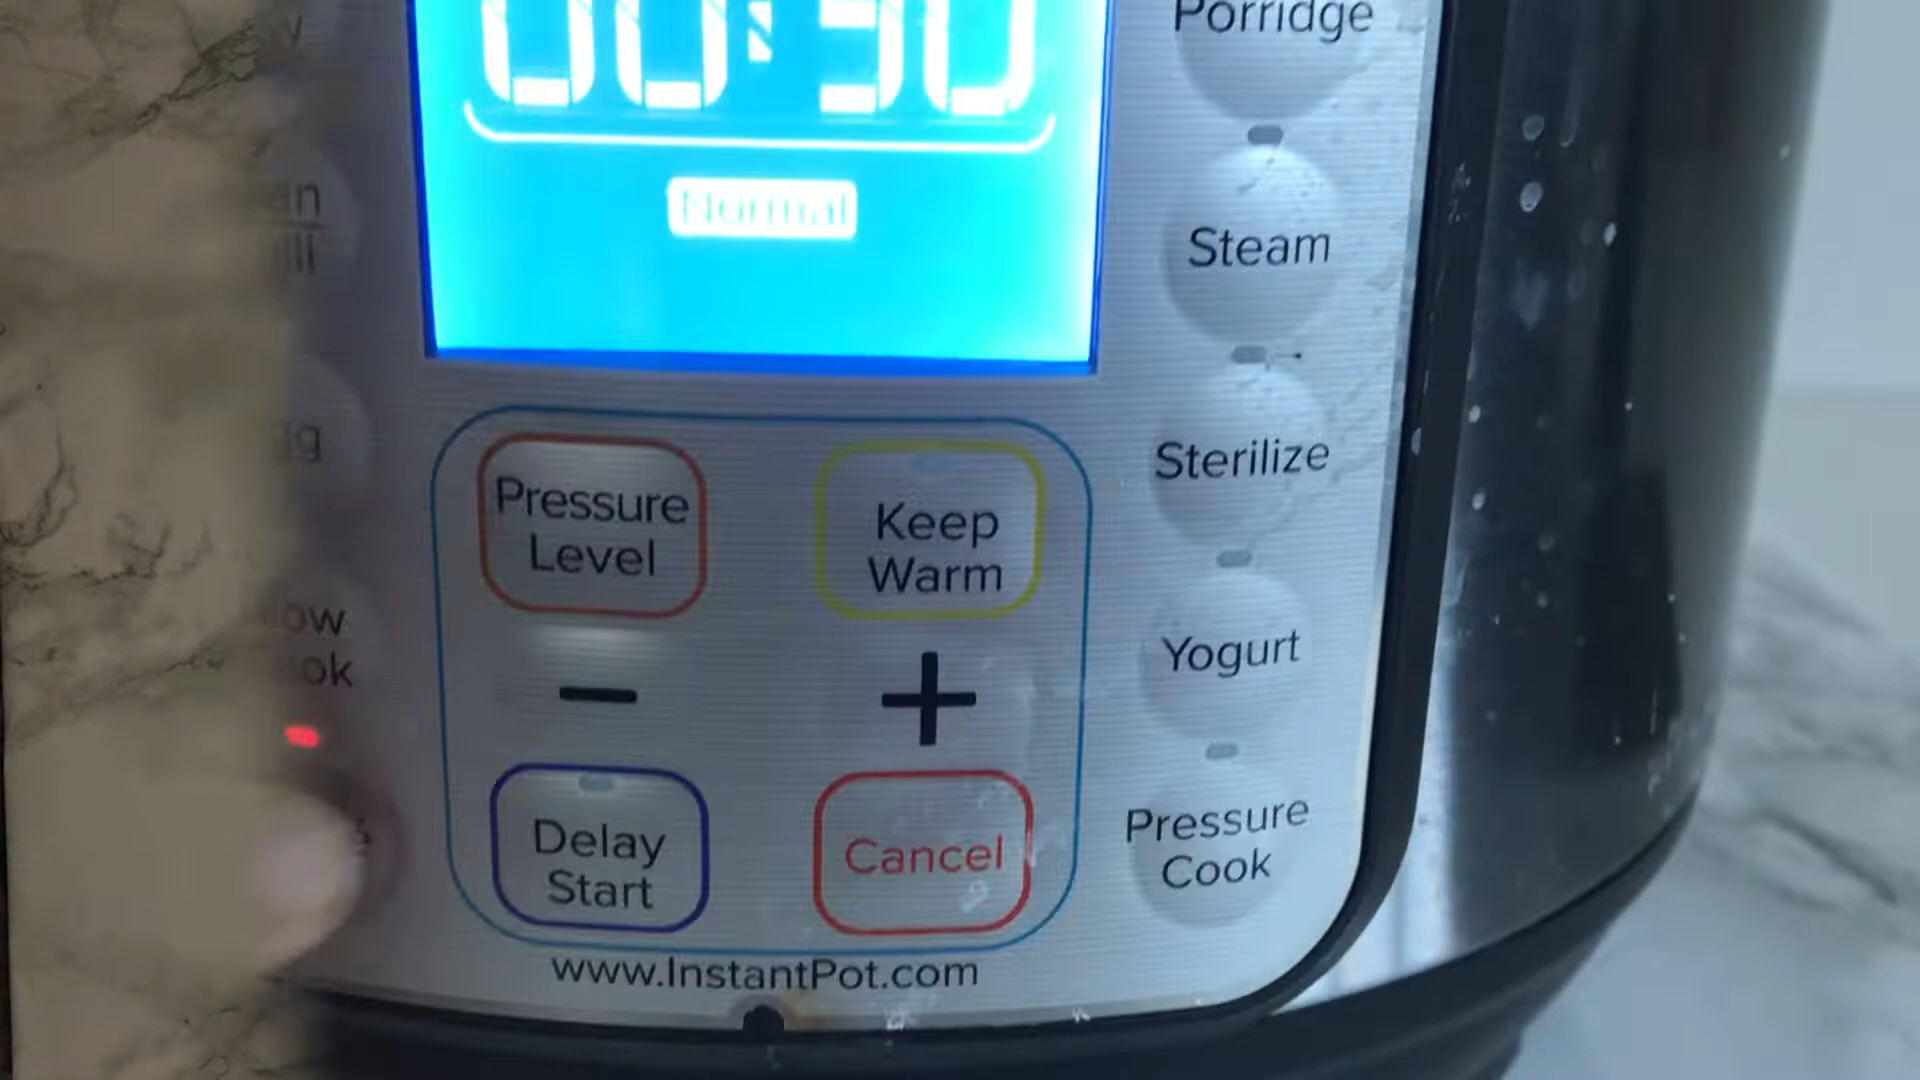 00:30
Normal
Porridge
Steam
Sterilize
Yogurt
Pressure
Cook
Pressure
Level
Keep
Warm
−
+
Delay
Start
Cancel
www.InstantPot.com